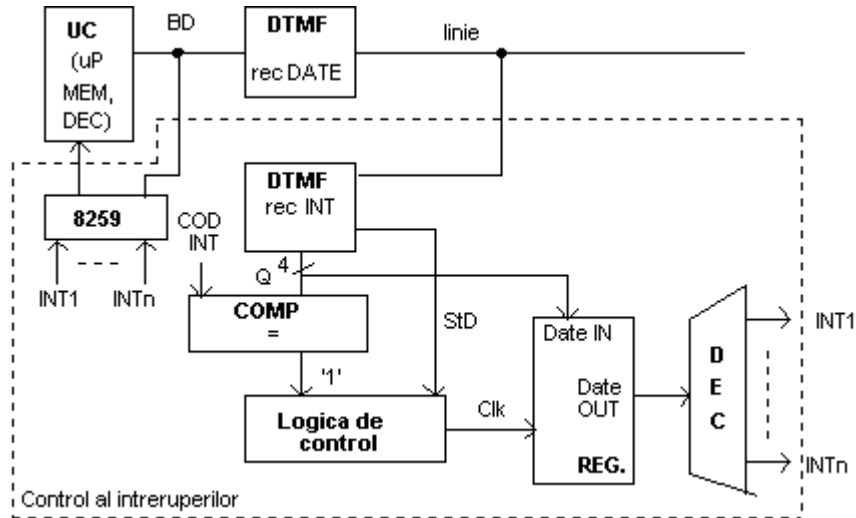 UC
(uP
MEM,
DEC)
BD
DTMF
rec DATE
linie
8259
INT1
INTn
COD
INT
DTMF
rec INT
Q
4
COMP
=
StD
'1'
Logica de
control
Clk
Date IN
Date
OUT
REG.
D
E
C
INT1
INTn
Control al intreruperilor